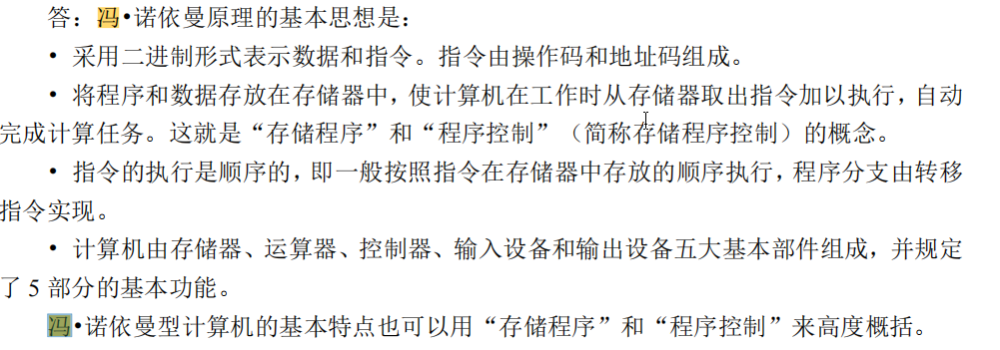 答：冯•诺依曼原理的基本思想是：
• 采用二进制形式表示数据和指令。指令由操作码和地址码组成。
• 将程序和数据存放在存储器中，使计算机在工作时从存储器取出指令加以执行，自动
完成计算任务。这就是“存储程序”和“程序控制”（简称存储程序控制）的概念。
• 指令的执行是顺序的，即一般按照指令在存储器中存放的顺序执行，程序分支由转移
指令实现。
• 计算机由存储器、运算器、控制器、输入设备和输出设备五大基本部件组成，并规定
了 5 部分的基本功能。
冯•诺依曼型计算机的基本特点也可以用“存储程序”和“程序控制”来高度概括。